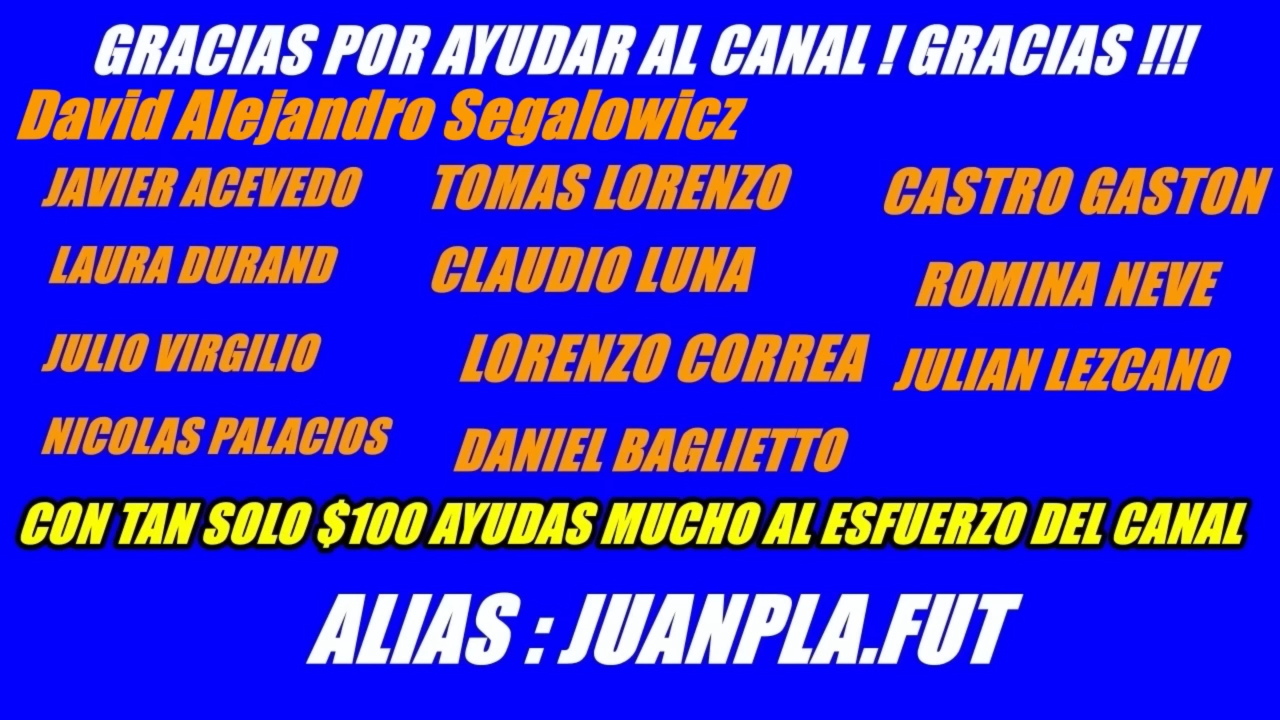 GRACIAS POR AYUDAR AL CANAL ! GRACIAS !!!
David Alejandro Segalowicz
JAVIER ACEVEDO
TOMAS LORENZO
CASTRO GASTON
LAURA DURAND
CLAUDIO LUNA
ROMINA NEVE
JULIO VIRGILIO
LORENZO CORREA
JULIAN LEZCANO
NICOLAS PALACIOS
DANIEL BAGLIETTO
CON TAN SOLO $100 AYUDAS MUCHO AL ESFUERZO DEL CANAL
ALIAS : JUANPLA.FUT